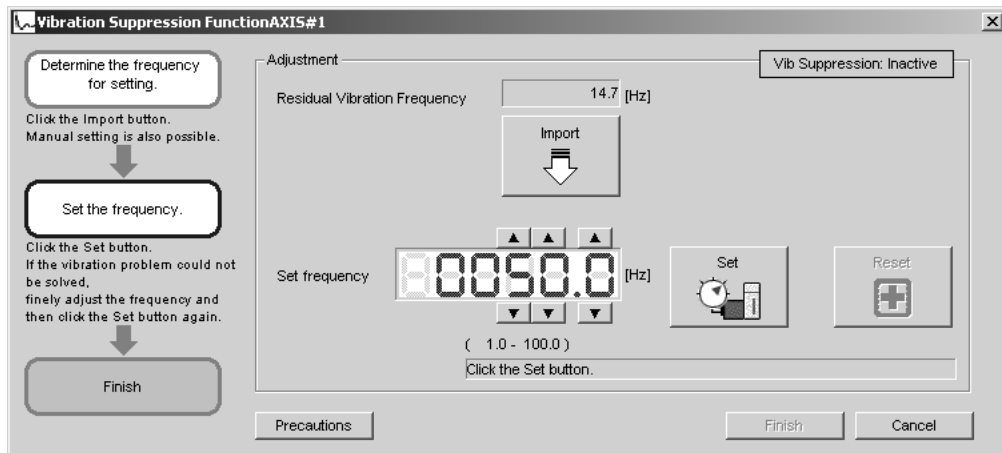 Vibration Suppression FunctionAXIS#1
Determine the frequency
for setting.
Click the Import button.
Manual setting is also possible.
Set the frequency.
Click the Set button.
If the vibration problem could not
be solved,
finely adjust the frequency and
then click the Set button again.
Finish
Adjustment
Vib Suppression: Inactive
Residual Vibration Frequency
14.7 [Hz]
Import
Set frequency
0050.0 [Hz]
( 1.0 - 100.0 )
Click the Set button.
Set
Reset
Precautions
Finish
Cancel